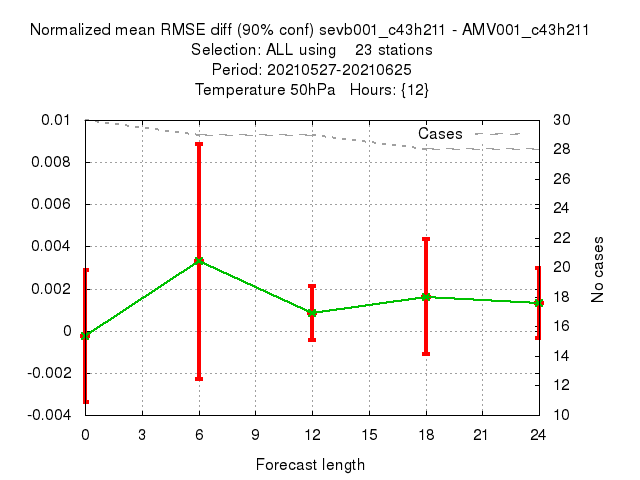 Normalized mean RMSE diff (90% conf) sevb001_c43h211 - AMV001_c43h211
Selection: ALL using    23 stations
Period: 20210527-20210625
Temperature 50hPa   Hours: {12}
0.01
0.008
0.006
0.004
0.002
0
-0.002
-0.004
Cases
30
28
26
24
22
20
18
16
14
12
10
No cases
0 3 6 9 12 15 18 21 24
Forecast length